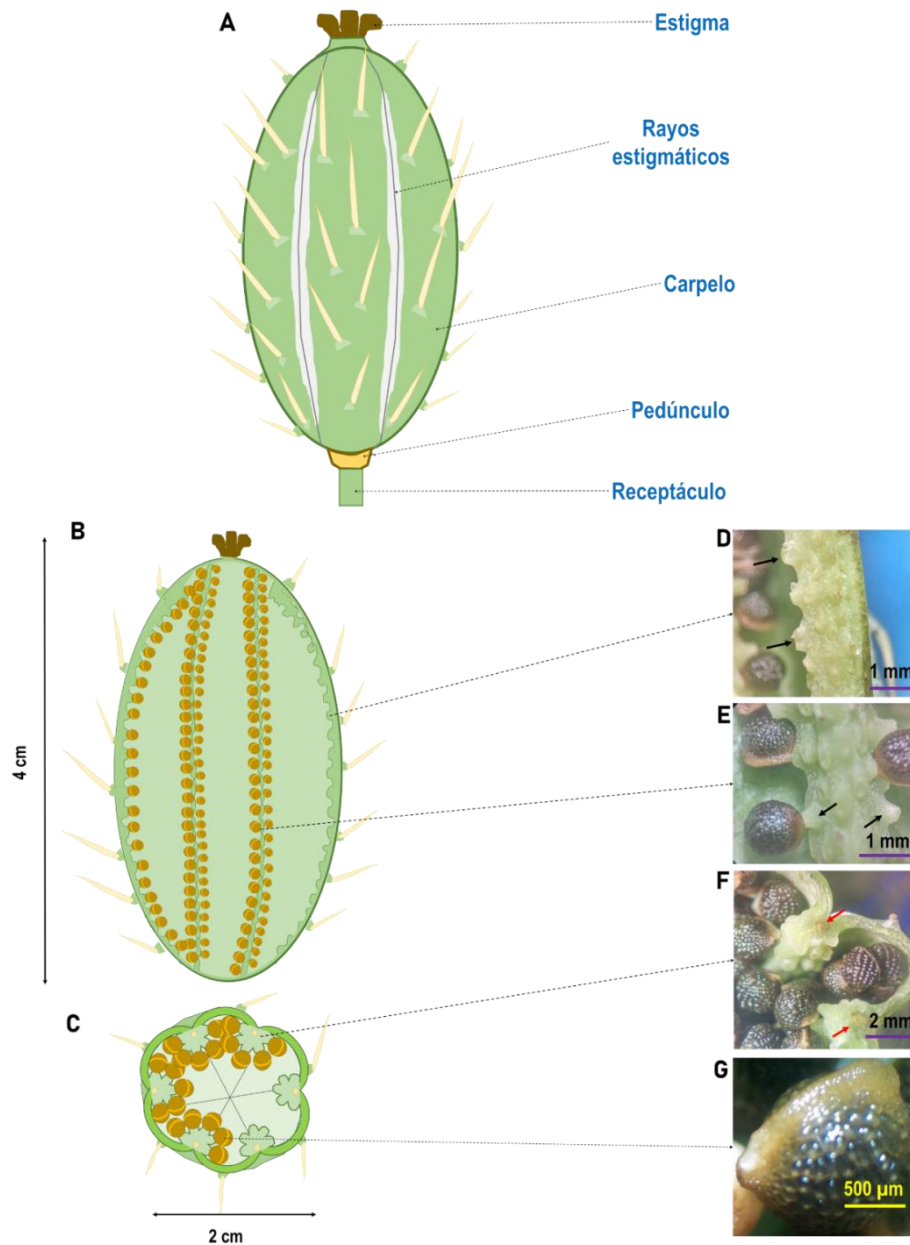 A
Estigma
Rayos
estigmáticos
Carpelo
Pedúnculo
Receptáculo
B
4 cm
C
2 cm
D
1 mm
E
1 mm
F
2 mm
G
500 µm